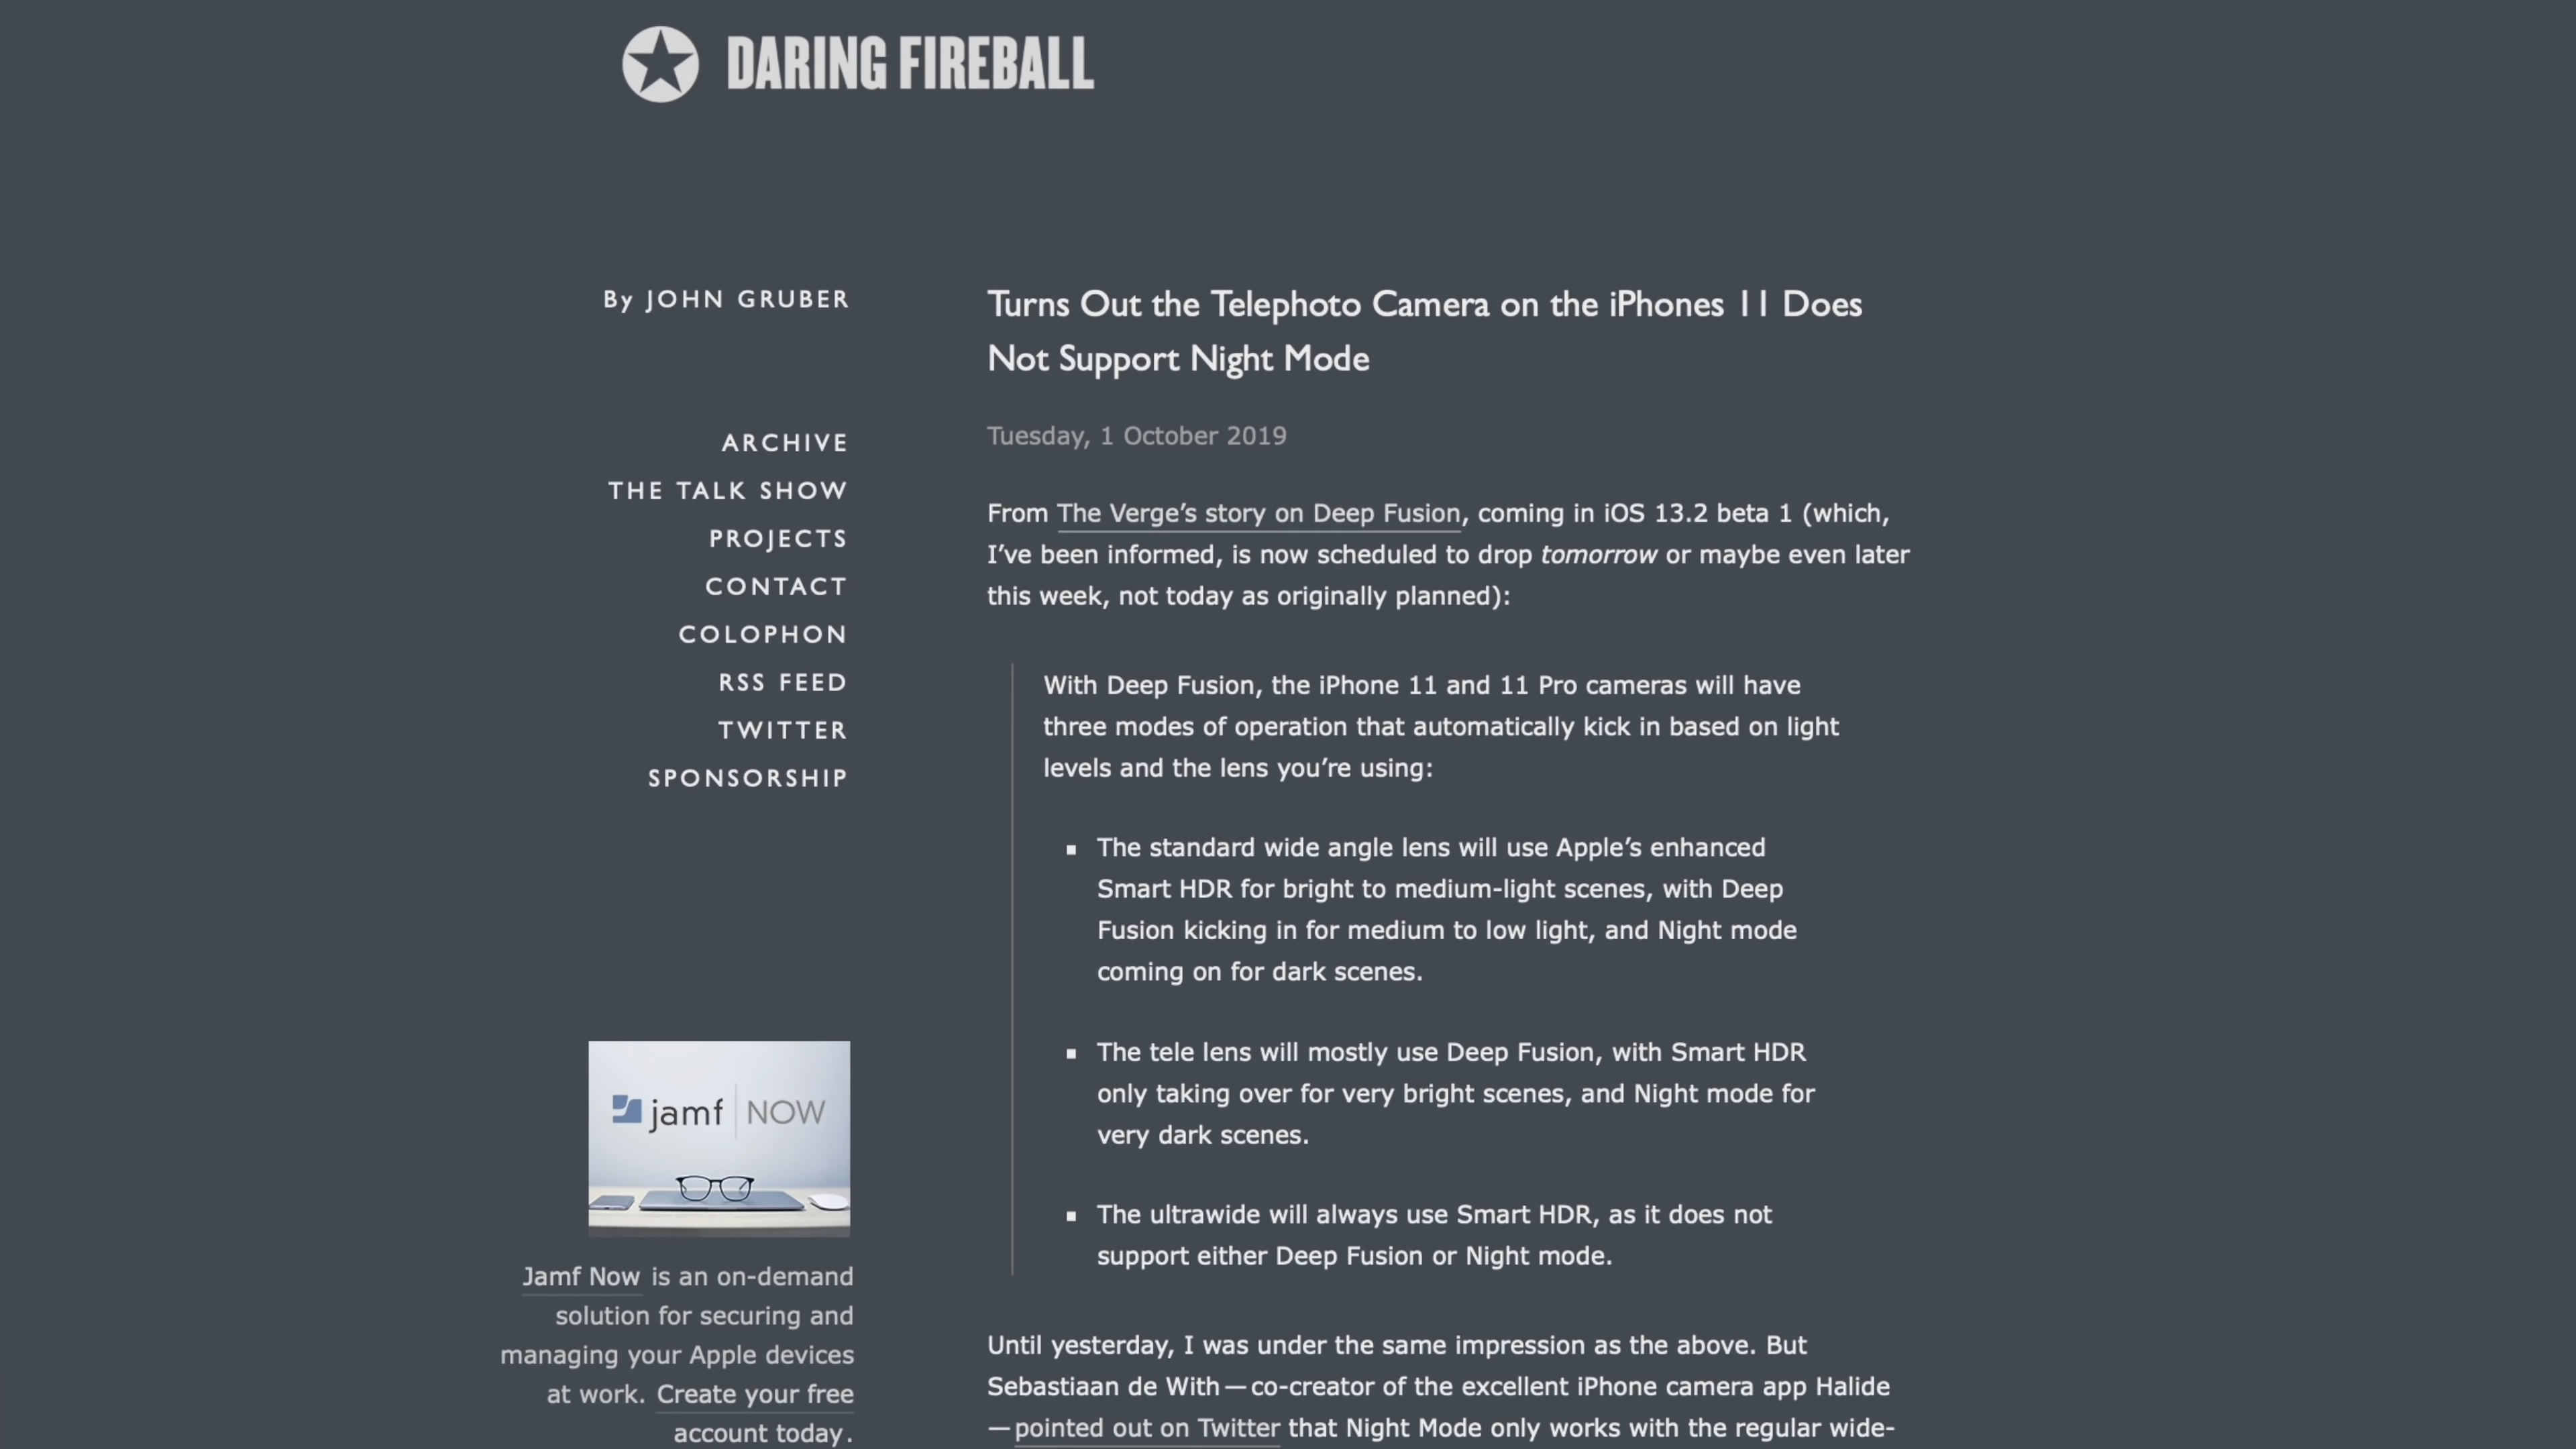 DARING FIREBALL
By JOHN GRUBER
ARCHIVE
THE TALK SHOW
PROJECTS
CONTACT
COLOPHON
RSS FEED
TWITTER
SPONSORSHIP
jamf NOW
Jamf Now is an on-demand
solution for securing and
managing your Apple devices
at work. Create your free
account today.
Turns Out the Telephoto Camera on the iPhones 11 Does
Not Support Night Mode
Tuesday, 1 October 2019
From The Verge’s story on Deep Fusion, coming in iOS 13.2 beta 1 (which,
I’ve been informed, is now scheduled to drop tomorrow or maybe even later
this week, not today as originally planned):
With Deep Fusion, the iPhone 11 and 11 Pro cameras will have
three modes of operation that automatically kick in based on light
levels and the lens you’re using:
▪ The standard wide angle lens will use Apple’s enhanced
Smart HDR for bright to medium-light scenes, with Deep
Fusion kicking in for medium to low light, and Night mode
coming on for dark scenes.
▪ The tele lens will mostly use Deep Fusion, with Smart HDR
only taking over for very bright scenes, and Night mode for
very dark scenes.
▪ The ultrawide will always use Smart HDR, as it does not
support either Deep Fusion or Night mode.
Until yesterday, I was under the same impression as the above. But
Sebastiaan de With — co-creator of the excellent iPhone camera app Halide
— pointed out on Twitter that Night Mode only works with the regular wide-